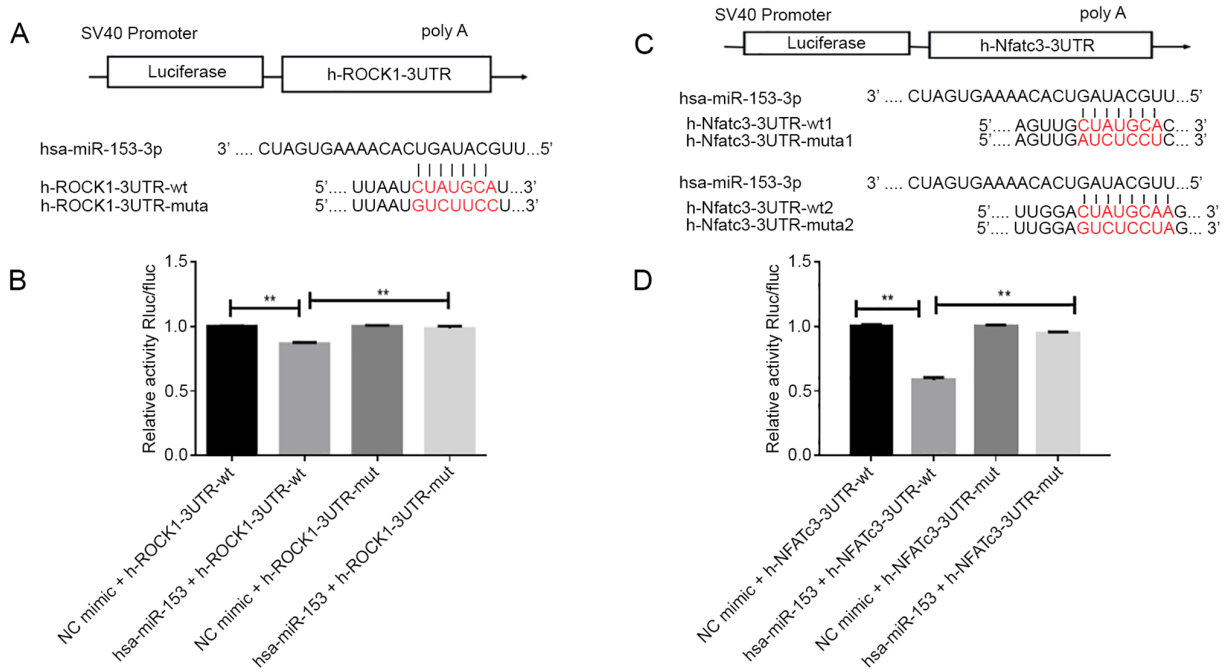 A
SV40 Promoter
poly A
Luciferase
h-ROCK1-3UTR
hsa-miR-153-3p 3’ .... CUAGUGAAAACACUGAUACGUU...5’
h-ROCK1-3UTR-wt 5’.... UUAAUCUAUGCAU...3’
h-ROCK1-3UTR-muta 5’.... UUAAUGUCUUCCU...3’
B
Relative activity Rluc/fluc
1.5
1.0
0.5
0.0
**
**
NC mimic + h-ROCK1-3UTR-wt
hsa-miR-153 + h-ROCK1-3UTR-wt
NC mimic + h-ROCK1-3UTR-mut
hsa-miR-153 + h-ROCK1-3UTR-mut
C
SV40 Promoter
poly A
Luciferase
h-Nfatc3-3UTR
hsa-miR-153-3p 3’ .... CUAGUGAAAACACUGAUACGUU...5’
h-Nfatc3-3UTR-wt1 5’.... AGUUGCUAUGCAC... 3’
h-Nfatc3-3UTR-muta1 5’.... AGUUGAUCUCCUC... 3’
hsa-miR-153-3p 3’ .... CUAGUGAAAACACUGAUACGUU...5’
h-Nfatc3-3UTR-wt2 5’.... UUGGACUAUGCAAG... 3’
h-Nfatc3-3UTR-muta2 5’.... UUGGAGUCUCCUAG... 3’
D
Relative activity Rluc/fluc
1.5
1.0
0.5
0.0
**
**
NC mimic + h-NFATc3-3UTR-wt
hsa-miR-153 + h-NFATc3-3UTR-wt
NC mimic + h-NFATc3-3UTR-mut
hsa-miR-153 + h-NFATc3-3UTR-mut